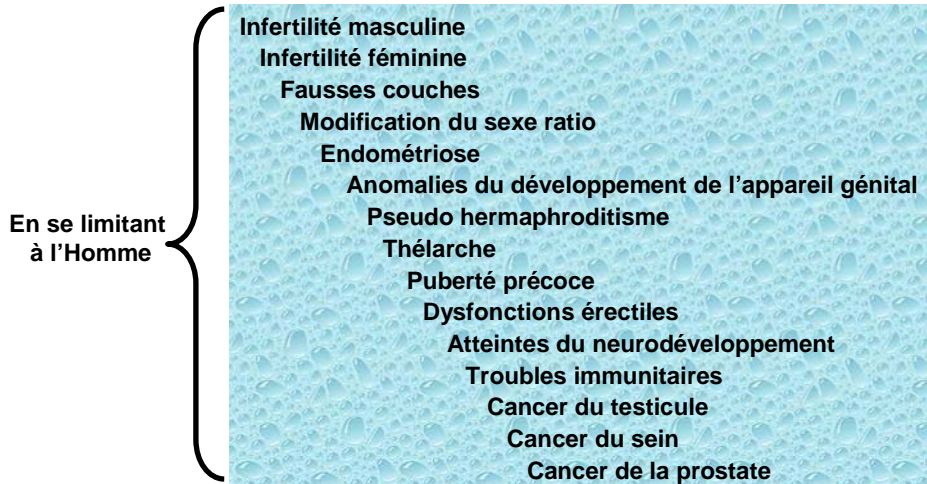 Infertilité masculine
Infertilité féminine
Fausses couches
Modification du sexe ratio
Endométriose
Anomalies du développement de l’appareil génital
Pseudo hermaphroditisme
En se limitant
à l’Homme
Thélarche
Puberté précoce
Dysfonctions érectiles
Atteintes du neurodéveloppement
Troubles immunitaires
Cancer du testicule
Cancer du sein
Cancer de la prostate